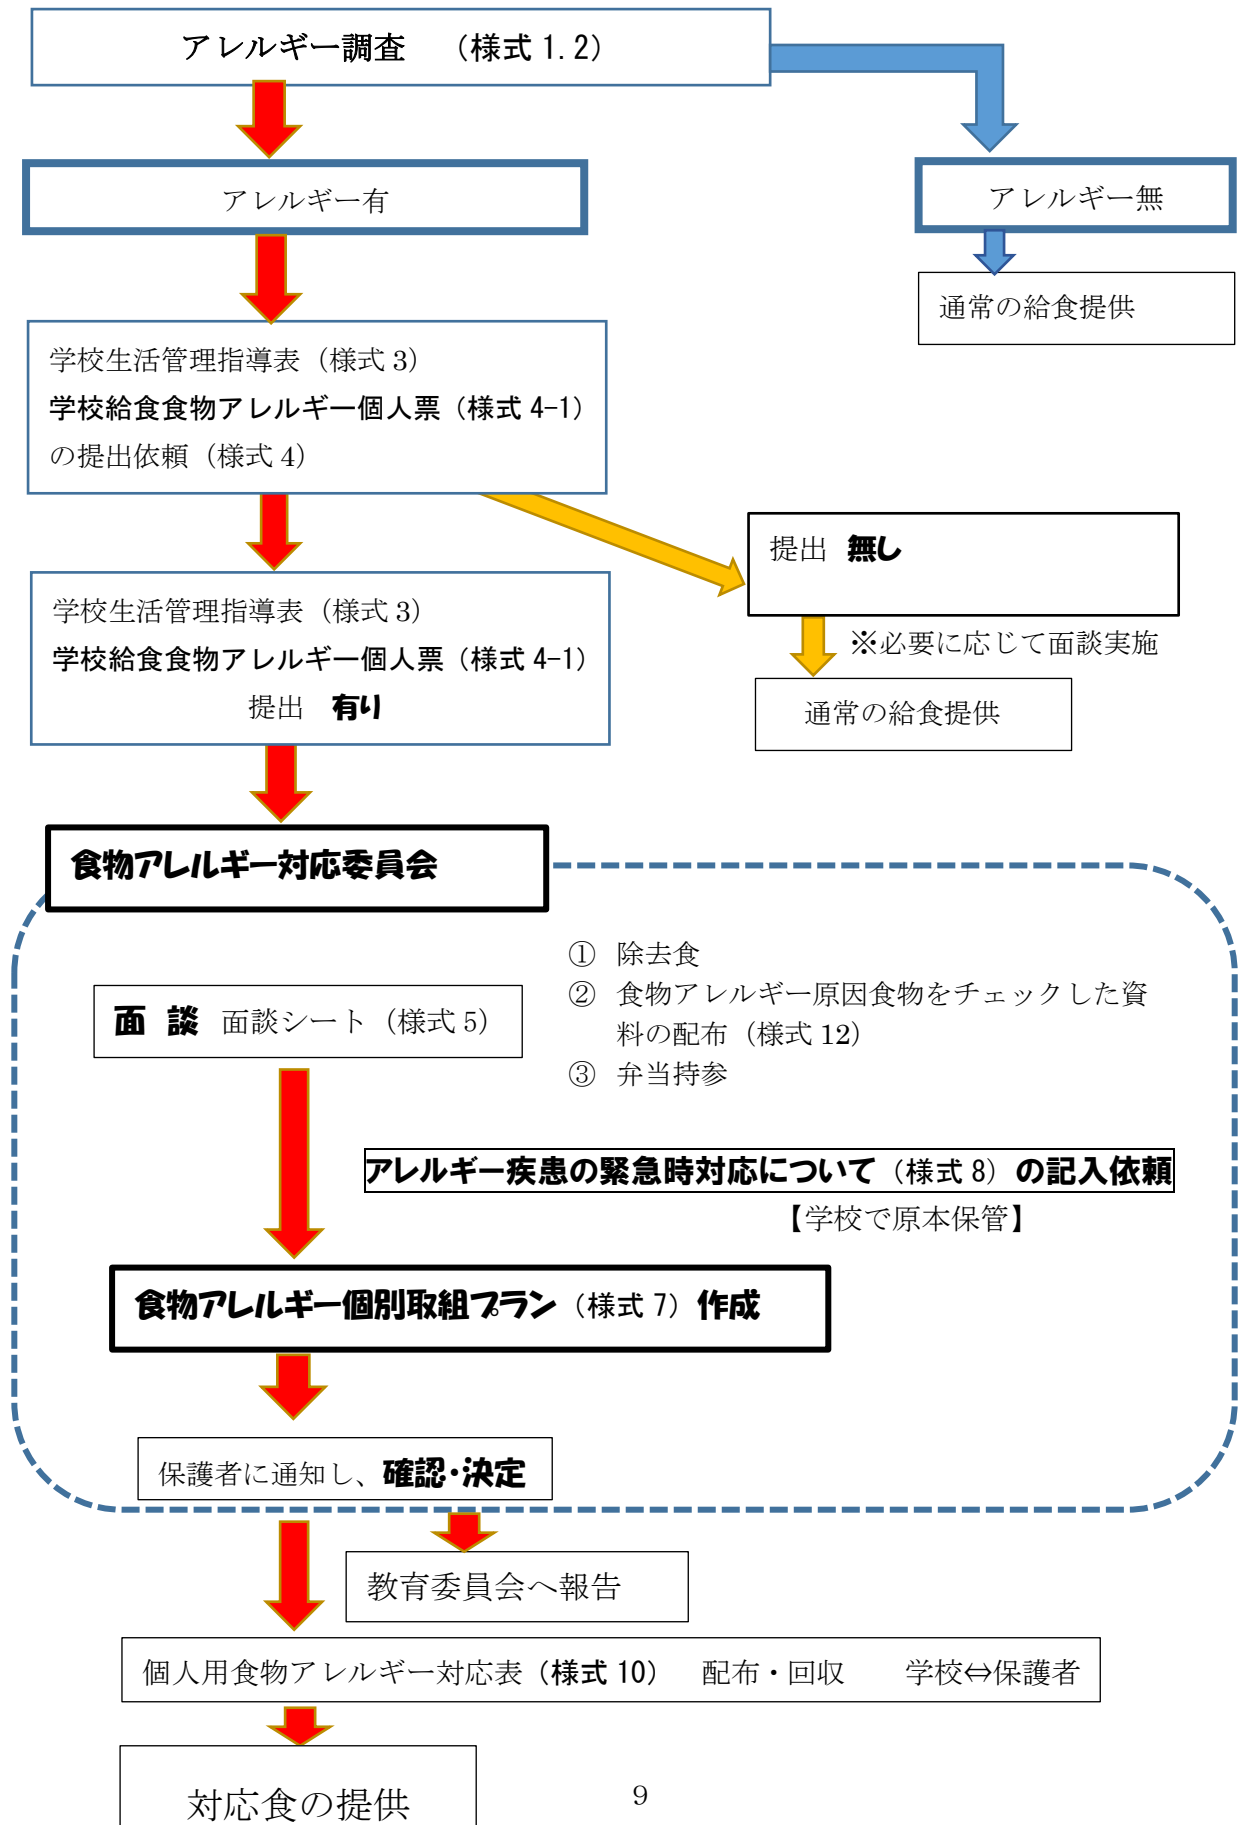 アレルギー調査 （様式 1.2）
アレルギー有
アレルギー無
通常の給食提供
学校生活管理指導表（様式 3）
学校給食食物アレルギー個人票（様式 4-1）
の提出依頼（様式 4）
提出 無し
※必要に応じて面談実施
通常の給食提供
学校生活管理指導表（様式 3）
学校給食食物アレルギー個人票（様式 4-1）
提出 有り
食物アレルギー対応委員会
① 除去食
② 食物アレルギー原因食物をチェックした資
料の配布（様式 12）
③ 弁当持参
面 談 面談シート（様式 5）
アレルギー疾患の緊急時対応について（様式 8）の記入依頼
【学校で原本保管】
食物アレルギー個別取組プラン（様式 7）作成
保護者に通知し、確認・決定
教育委員会へ報告
個人用食物アレルギー対応表（様式 10） 配布・回収 学校⇔保護者
対応食の提供
9